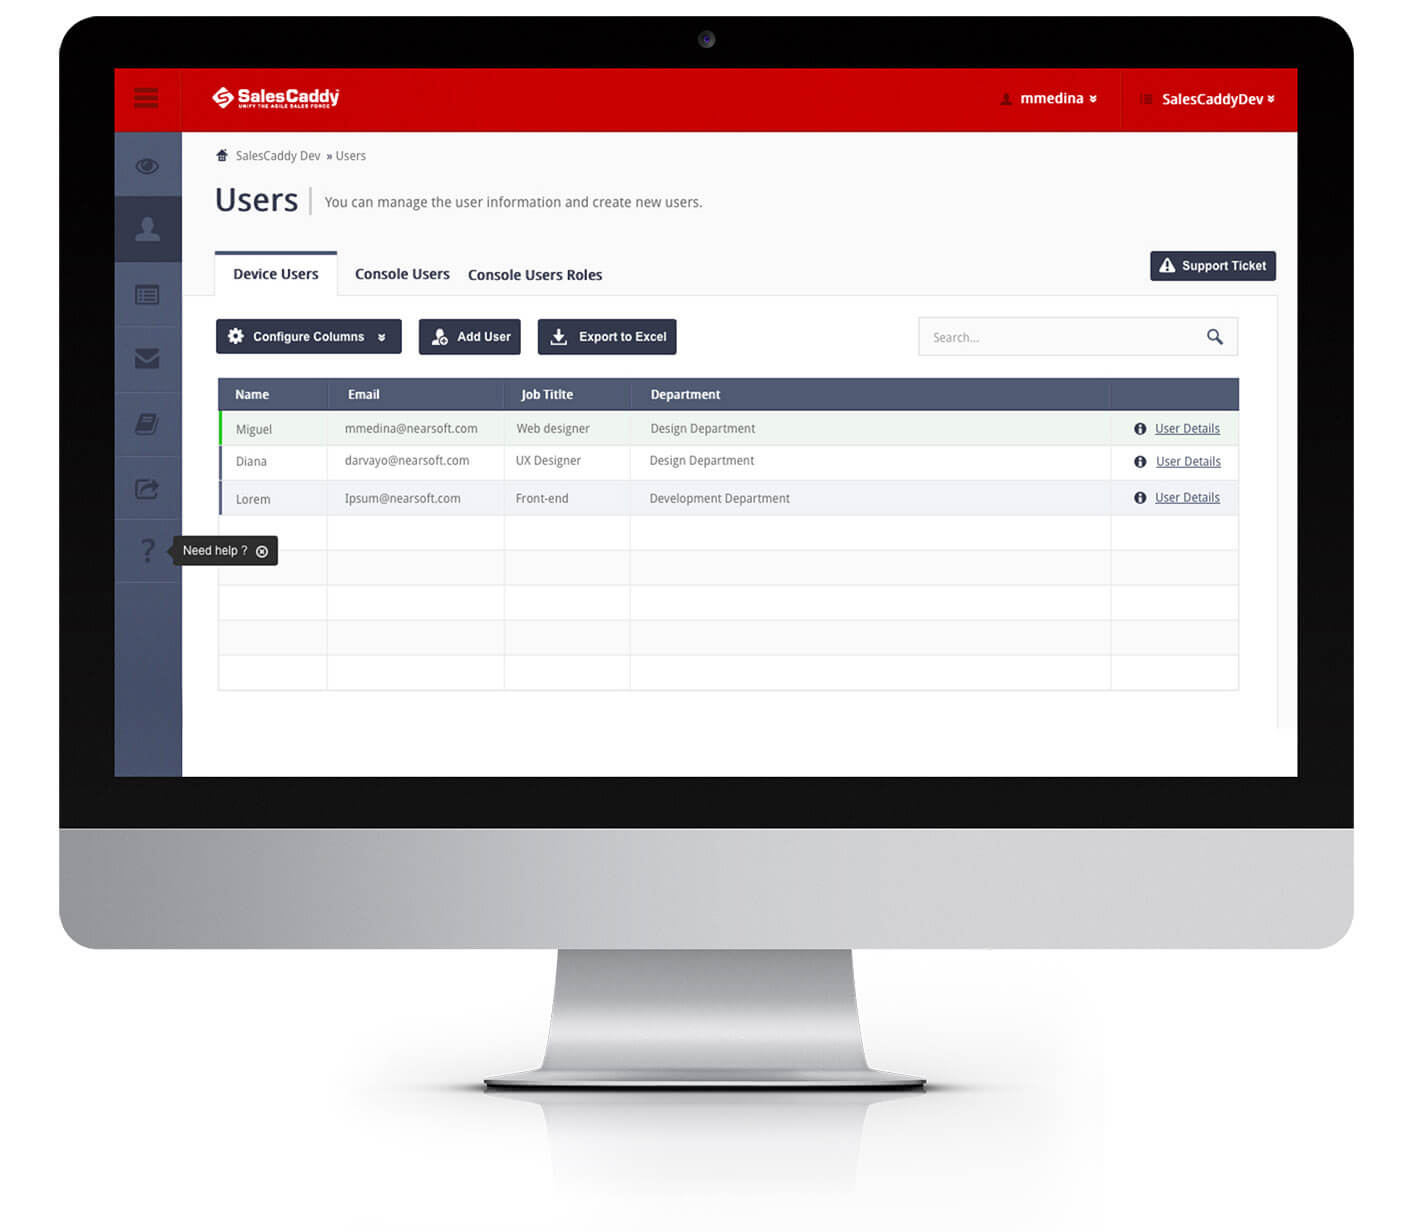 SalesCaddy
UNIFY THE AGILE SALES FORCE
mmedina
SalesCaddyDev
SalesCaddy Dev » Users
Users
You can manage the user information and create new users.
Device Users
Console Users
Console Users Roles
Support Ticket
Configure Columns
Add User
Export to Excel
Search...
Name Email Job Titlte Department
Miguel mmedina@nearsoft.com Web designer Design Department User Details
Diana darvayo@nearsoft.com UX Designer Design Department User Details
Lorem Ipsum@nearsoft.com Front-end Development Department User Details
? Need help ?